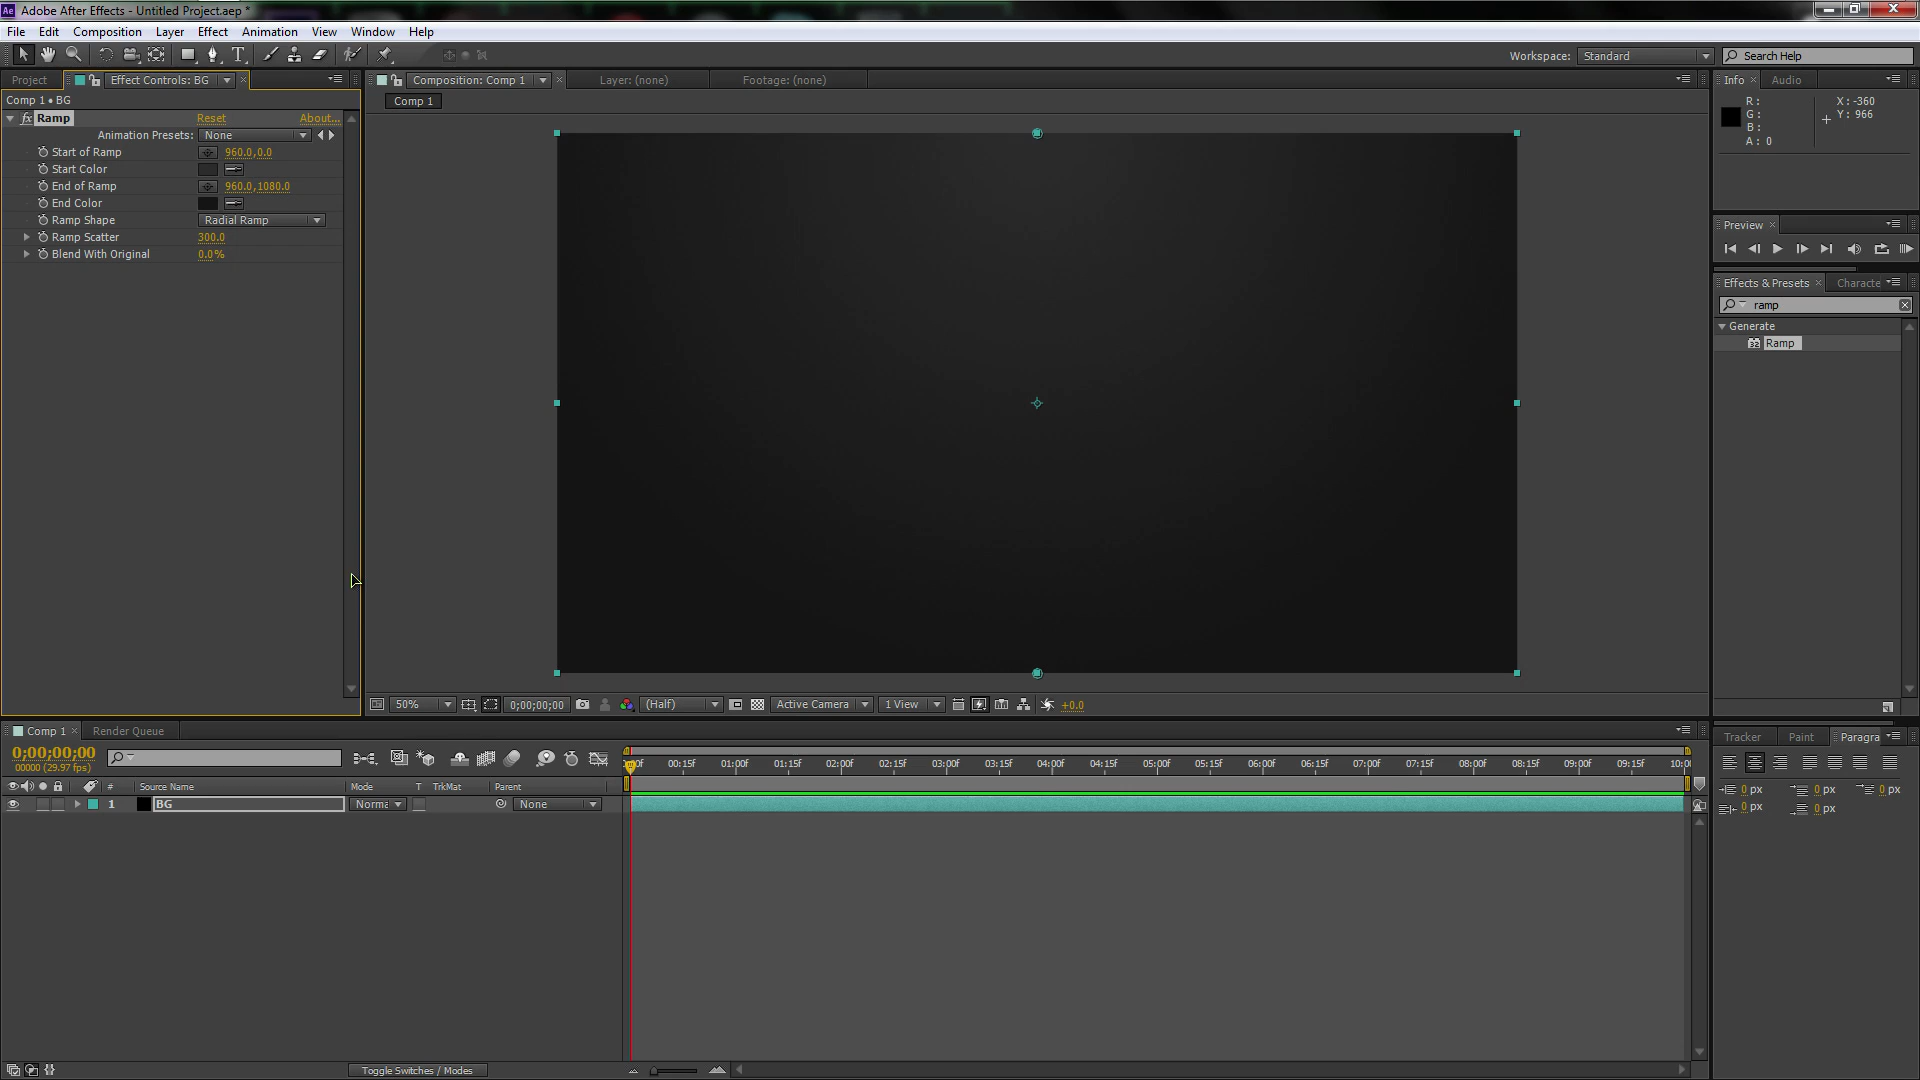 Ae Adobe After Effects - Untitled Project.aep *
File Edit Composition Layer Effect Animation View Window Help
Workspace: Standard Search Help
Project Effect Controls: BG Composition: Comp 1 Layer: (none) Footage: (none) Info Audio
Comp 1 • BG Comp 1
fx Ramp Reset About...
Animation Presets: None
Start of Ramp 960.0,0.0
Start Color
End of Ramp 960.0,1080.0
End Color
Ramp Shape Radial Ramp
Ramp Scatter 300.0
Blend With Original 0.0%
R : X : -360
G : Y : 966
B :
A : 0
Preview
Effects & Presets Characte
ramp
Generate
32 Ramp
50% 0;00;00;00 (Half) Active Camera 1 View +0.0
Comp 1 Render Queue Tracker Paint Paragra
0;00;00;00
00000 (29.97 fps)
00f 00:15f 01:00f 01:15f 02:00f 02:15f 03:00f 03:15f 04:00f 04:15f 05:00f 05:15f 06:00f 06:15f 07:00f 07:15f 08:00f 08:15f 09:00f 09:15f 10:00
# Source Name Mode T TrkMat Parent
1 BG Norma None
0 px 0 px 0 px
0 px 0 px
Toggle Switches / Modes